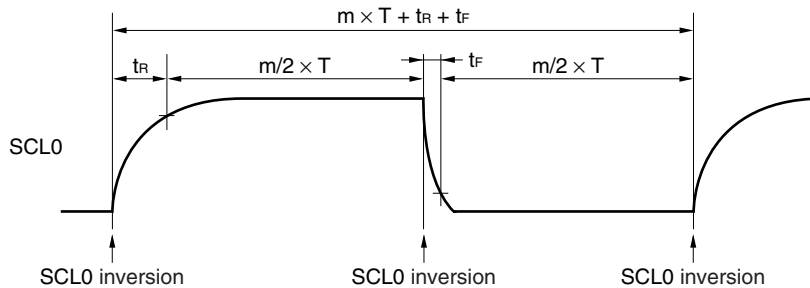 m × T + tR + tF
tR
m/2 × T
tF
m/2 × T
SCL0
SCL0 inversion
SCL0 inversion
SCL0 inversion